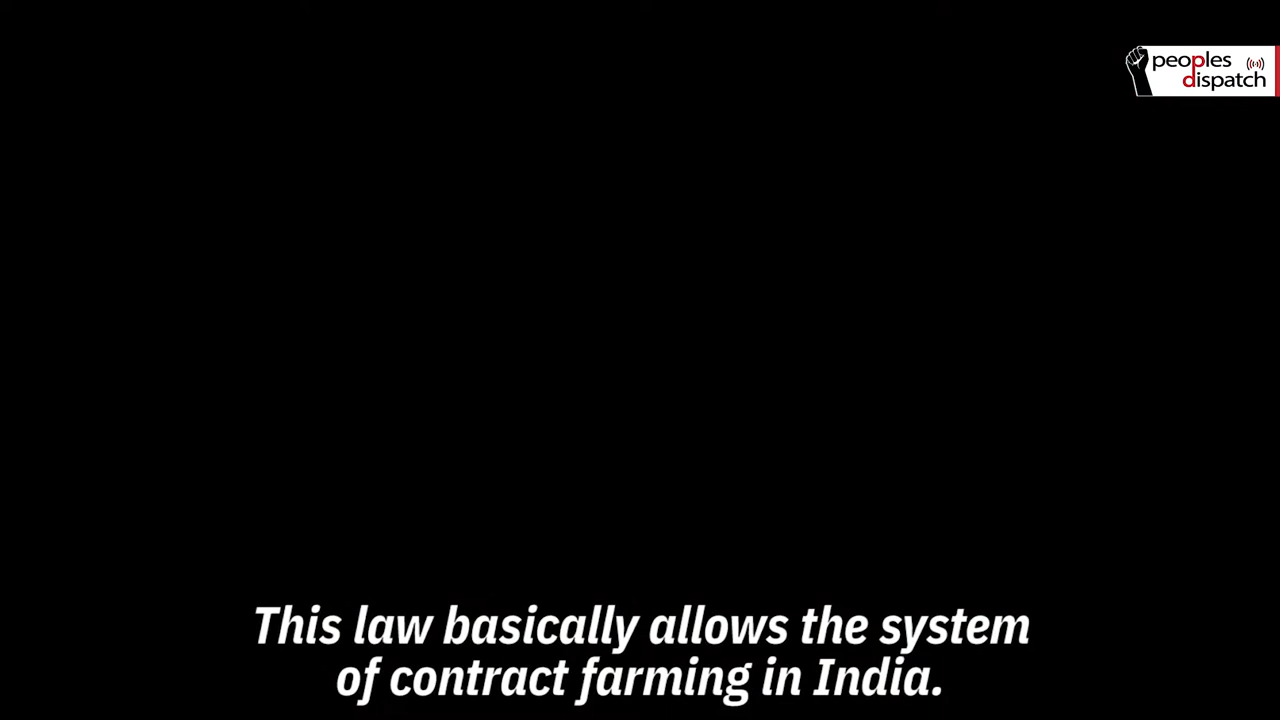 peoples
dispatch
This law basically allows the system
of contract farming in India.